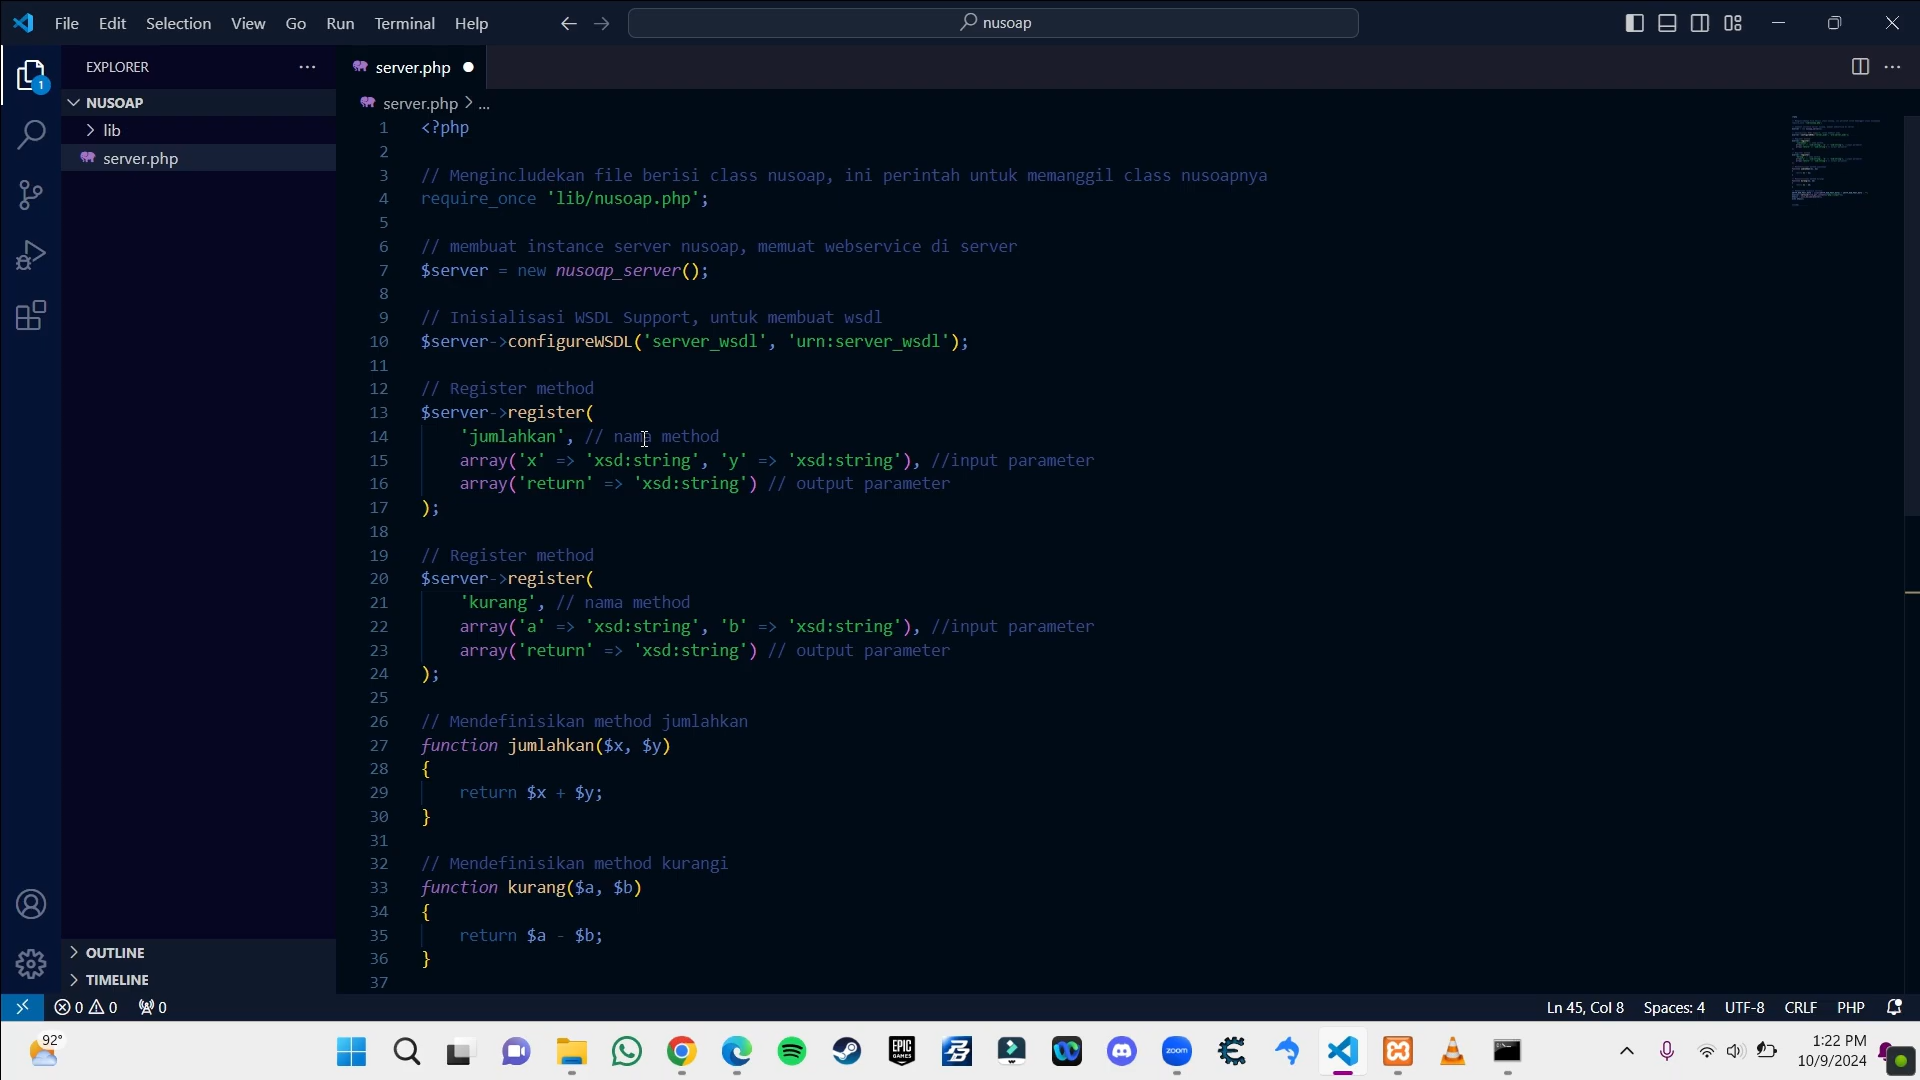 File Edit Selection View Go Run Terminal Help
nusoap
EXPLORER
server.php
1
NUSOAP
lib
server.php
server.php > ...
1 <?php
2
3 // Mengincludekan file berisi class nusoap, ini perintah untuk memanggil class nusoapnya
4 require_once 'lib/nusoap.php';
5
6 // membuat instance server nusoap, memuat webservice di server
7 $server = new nusoap_server();
8
9 // Inisialisasi WSDL Support, untuk membuat wsdl
10 $server->configureWSDL('server_wsdl', 'urn:server_wsdl');
11
12 // Register method
13 $server->register(
14 'jumlahkan', // nama method
15 array('x' => 'xsd:string', 'y' => 'xsd:string'), //input parameter
16 array('return' => 'xsd:string') // output parameter
17 );
18
19 // Register method
20 $server->register(
21 'kurang', // nama method
22 array('a' => 'xsd:string', 'b' => 'xsd:string'), //input parameter
23 array('return' => 'xsd:string') // output parameter
24 );
25
26 // Mendefinisikan method jumlahkan
27 function jumlahkan($x, $y)
28 {
29 return $x + $y;
30 }
31
32 // Mendefinisikan method kurangi
33 function kurang($a, $b)
34 {
35 return $a - $b;
36 }
37
OUTLINE
TIMELINE
0 0 0
Ln 45, Col 8 Spaces: 4 UTF-8 CRLF PHP
92°
EPIC GAMES
zoom
1:22 PM
10/9/2024